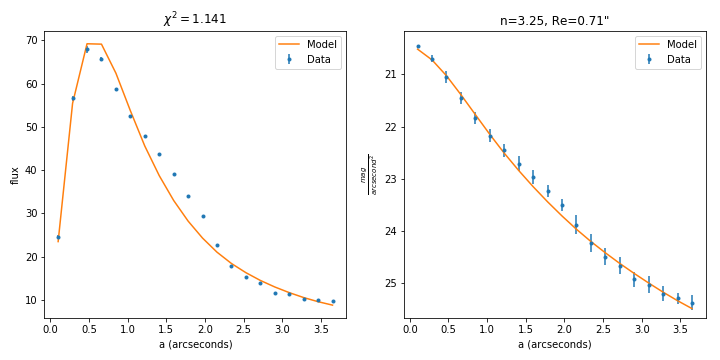 χ² = 1.141
flux
70
60
50
40
30
20
10
0.0 0.5 1.0 1.5 2.0 2.5 3.0 3.5
a (arcseconds)
Model
Data
n=3.25, Re=0.71"
mag
arcsecond²
21
22
23
24
25
0.0 0.5 1.0 1.5 2.0 2.5 3.0 3.5
a (arcseconds)
Model
Data